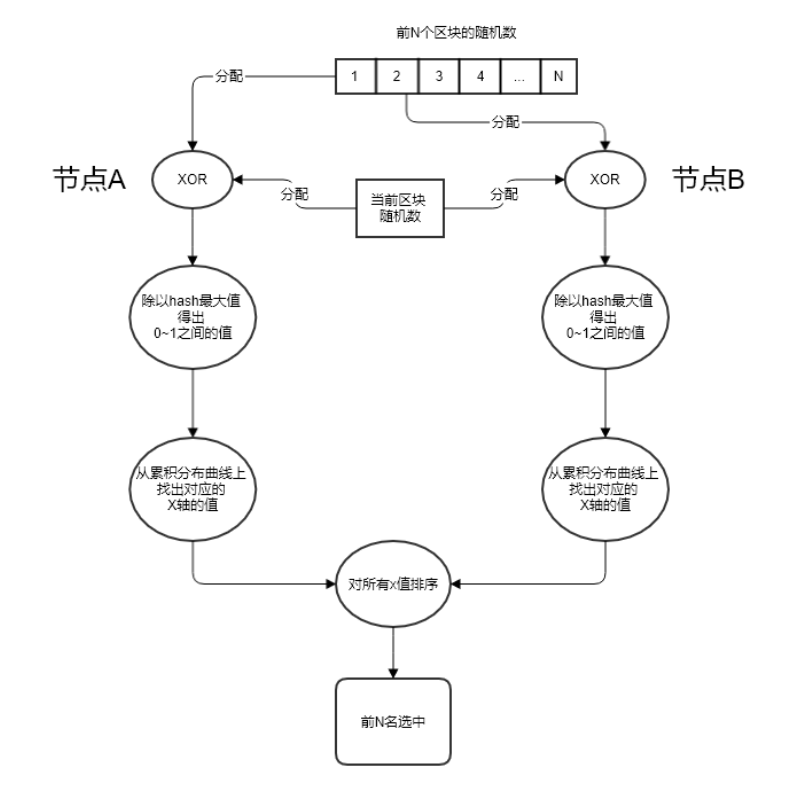 前N个区块的随机数
1 2 3 4 ... N
分配
分配
节点A
XOR
分配
当前区块
随机数
分配
XOR
节点B
除以hash最大值
得出
0~1之间的值
除以hash最大值
得出
0~1之间的值
从累积分布曲线上
找出对应的
X轴的值
从累积分布曲线上
找出对应的
X轴的值
对所有x值排序
前N名选中